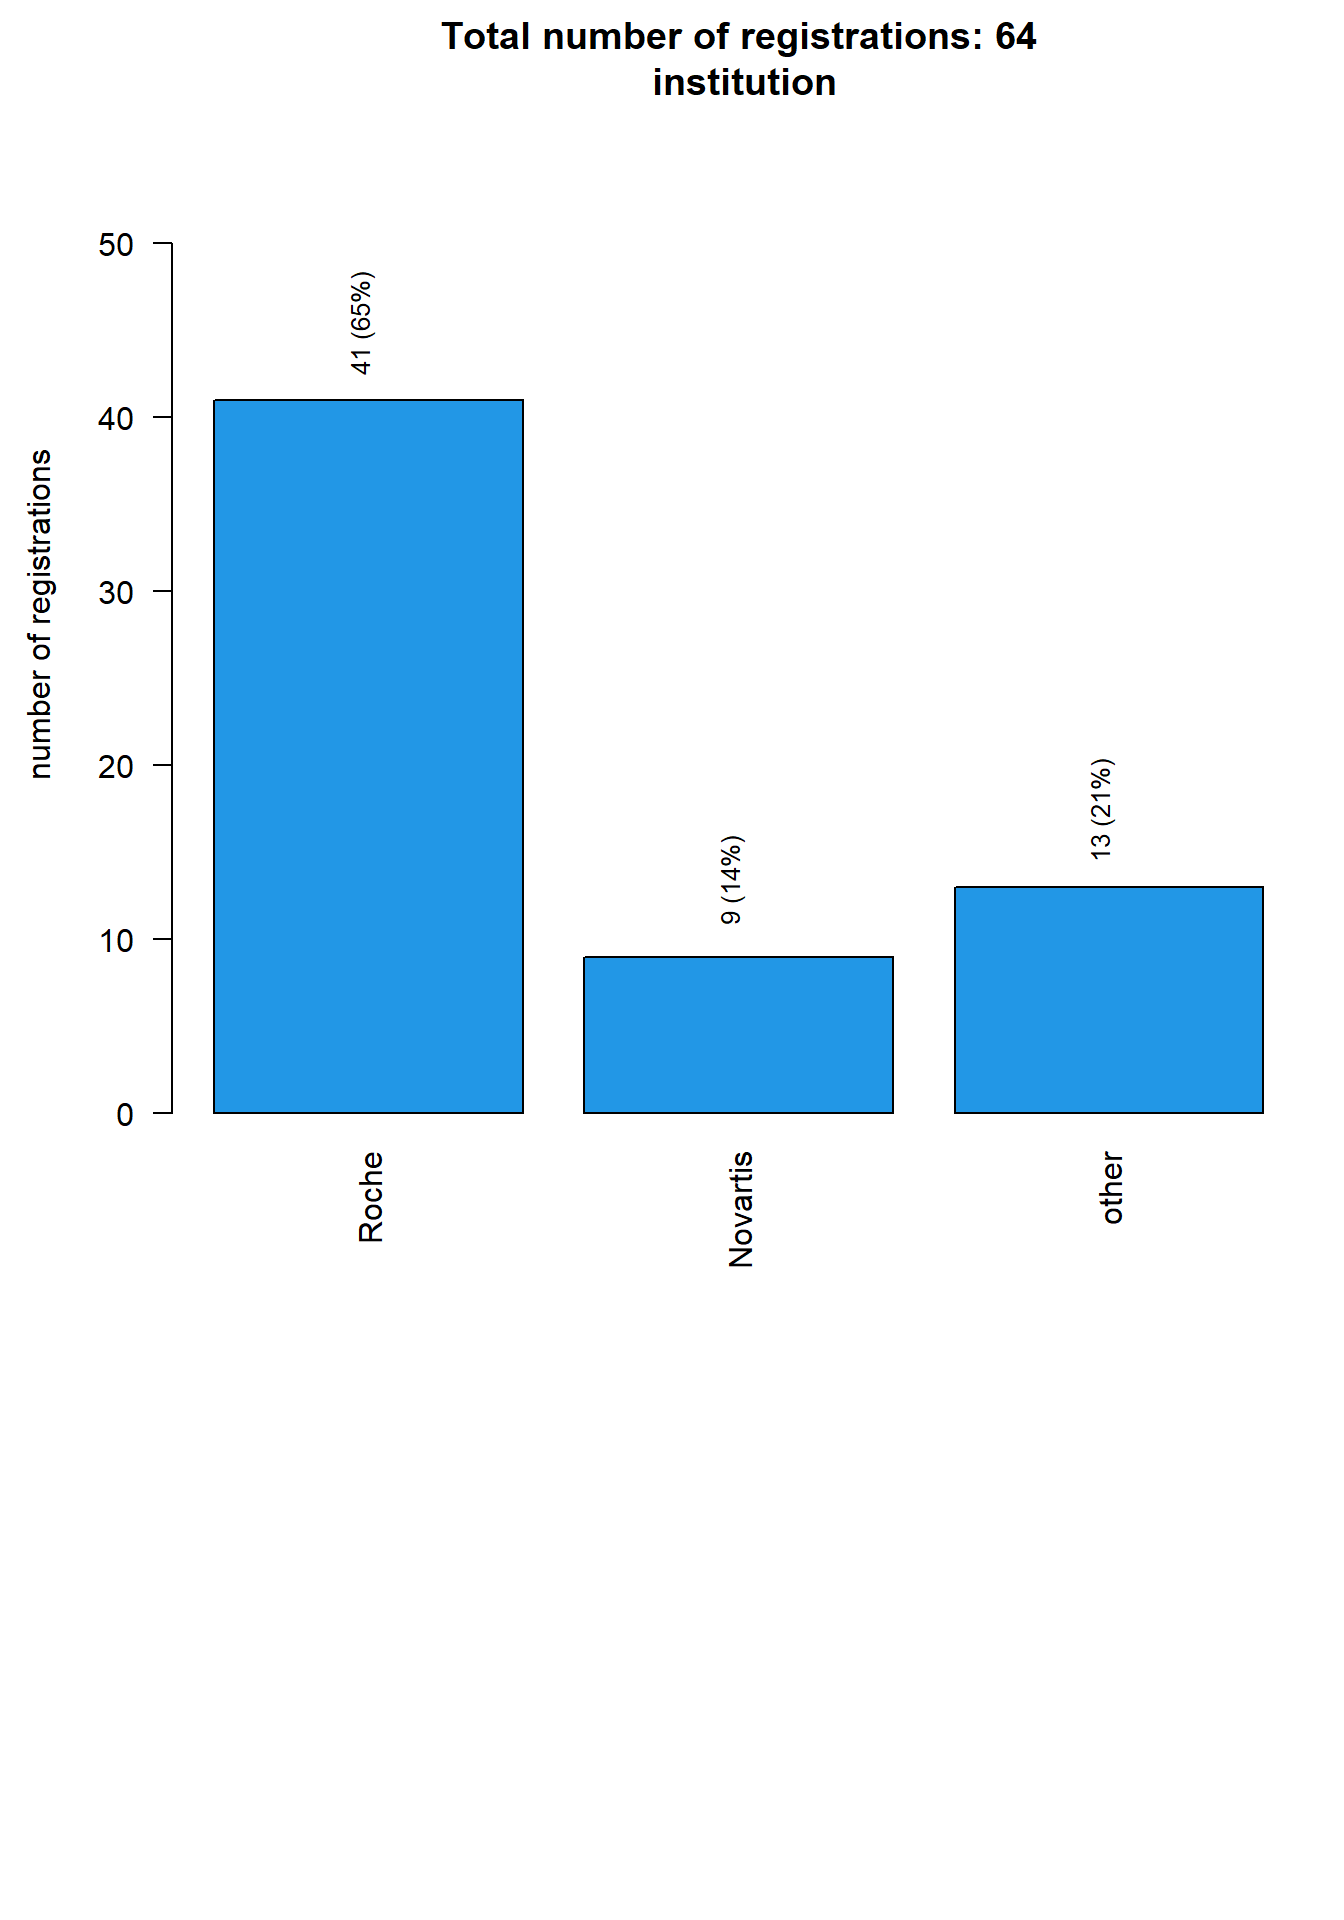 Total number of registrations: 64
institution
number of registrations
50
40
30
20
10
0
41 (65%)
9 (14%)
13 (21%)
Roche
Novartis
other